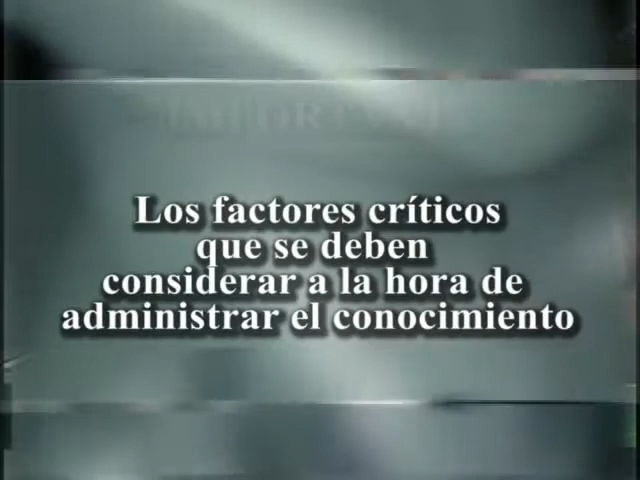 Los factores críticos
que se deben
considerar a la hora de
administrar el conocimiento